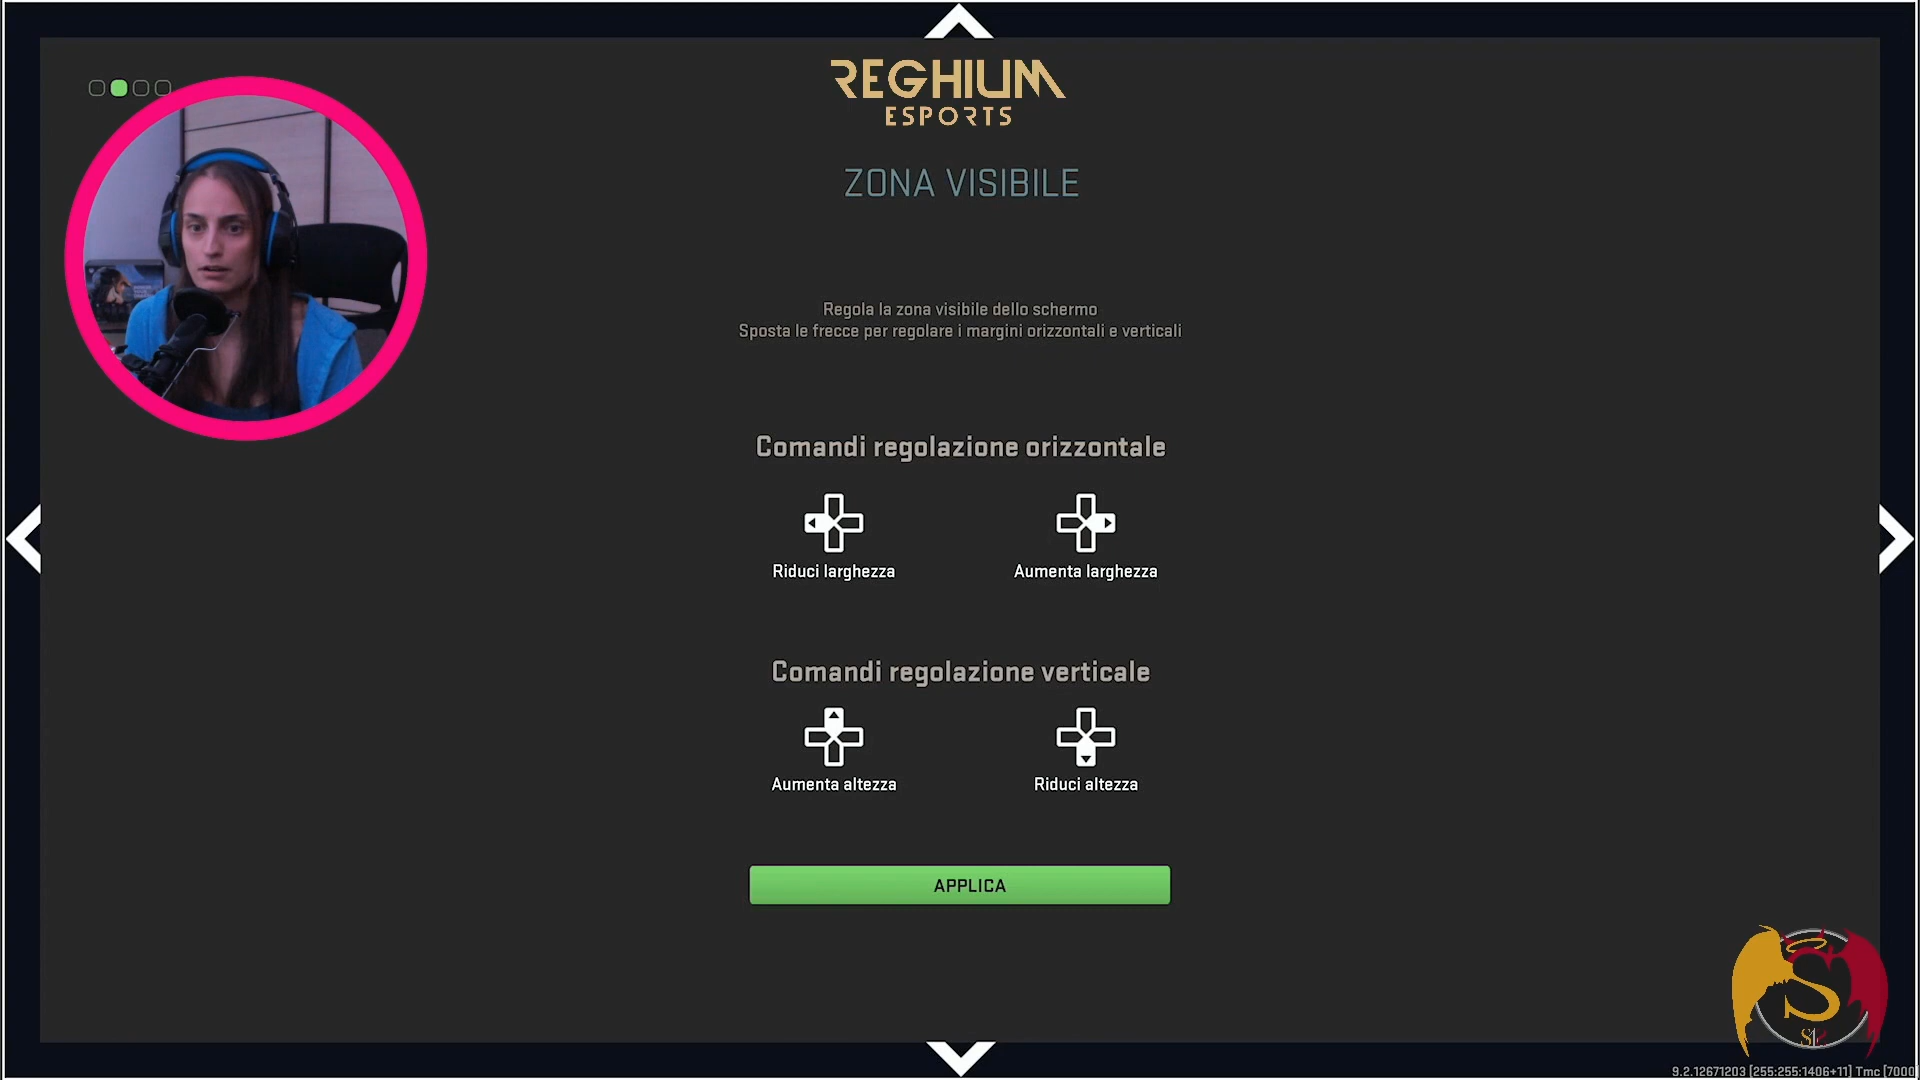 REGHIUM
ESPORTS
ZONA VISIBILE
Regola la zona visibile dello schermo
Sposta le frecce per regolare i margini orizzontali e verticali
Comandi regolazione orizzontale
Riduci larghezza
Aumenta larghezza
Comandi regolazione verticale
Aumenta altezza
Riduci altezza
APPLICA
S
9.2.12671203 [255:255:1406+11] Tmc [7000]